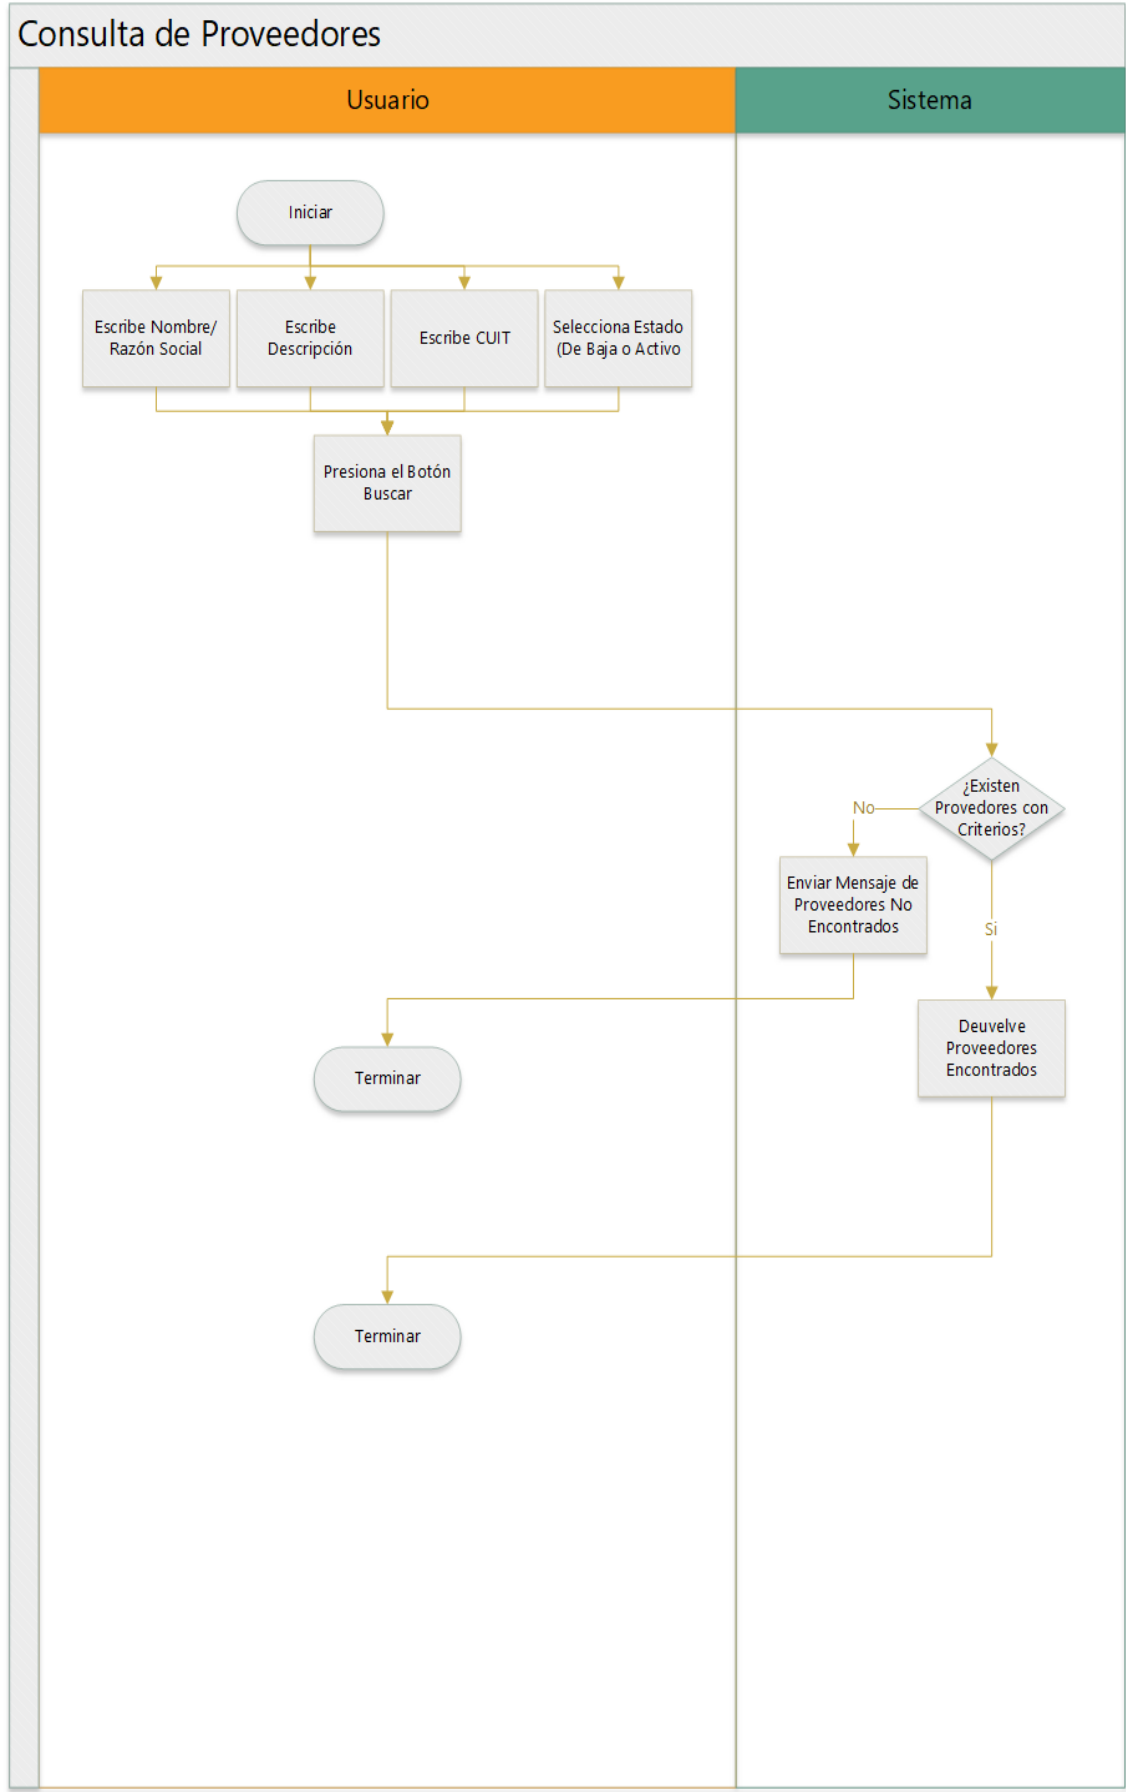 Consulta de Proveedores
Usuario
Sistema
Iniciar
Escribe Nombre/
Razón Social
Escribe
Descripción
Escribe CUIT
Selecciona Estado
(De Baja o Activo
Presiona el Botón
Buscar
¿Existen
Provedores con
Criterios?
No
Enviar Mensaje de
Proveedores No
Encontrados
Si
Deuvelve
Proveedores
Encontrados
Terminar
Terminar